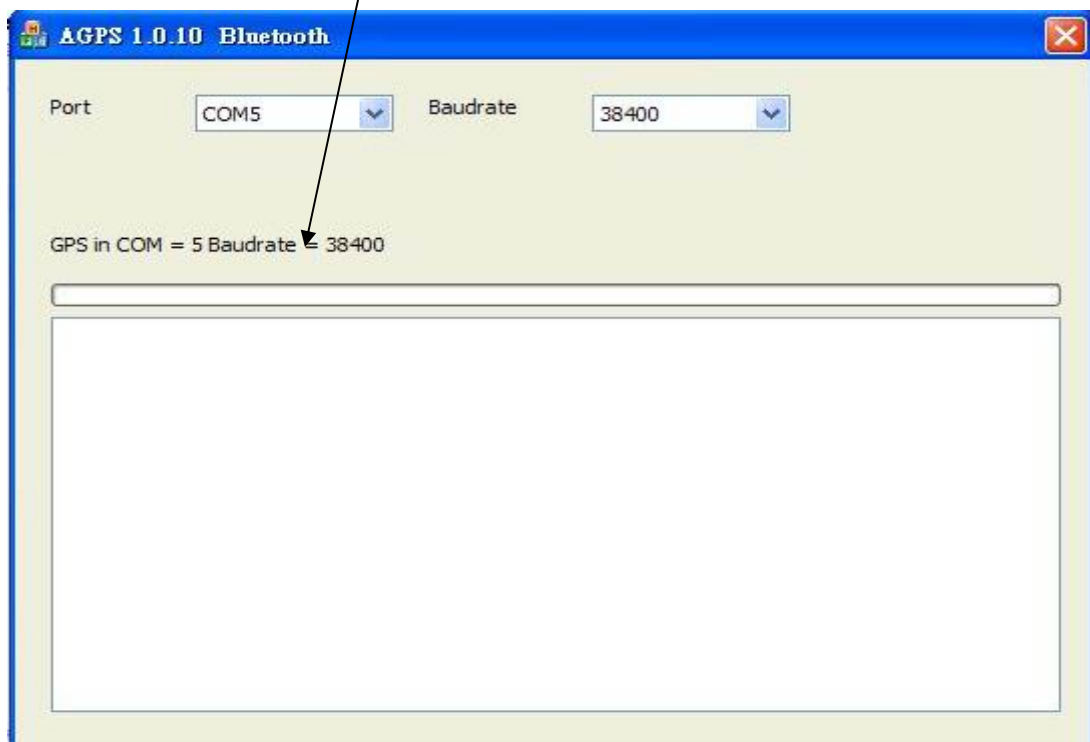 AGPS 1.0.10 Bluetooth
Port COM5 Baudrate 38400
GPS in COM = 5 Baudrate = 38400